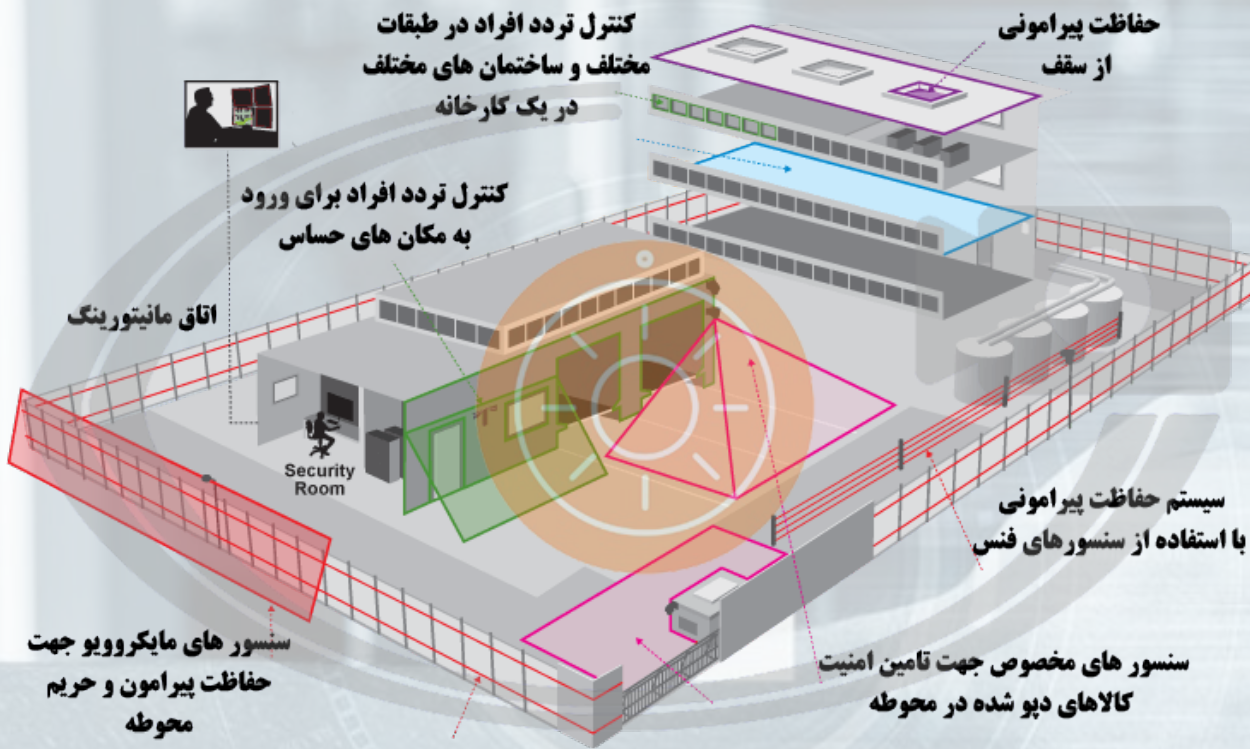 کنترل تردد افراد در طبقات
مختلف و ساختمان های مختلف
در یک کارخانه
حفاظت پیرامونی
از سقف
کنترل تردد افراد برای ورود
به مکان های حساس
اتاق مانیتورینگ
Security
Room
سیستم حفاظت پیرامونی
با استفاده از سنسورهای فنس
سنسور های مایکروویو جهت
حفاظت پیرامون و حریم
محوطه
سنسور های مخصوص جهت تامین امنیت
کالاهای دپو شده در محوطه